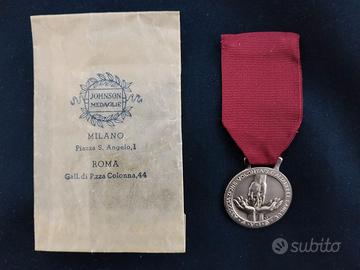 JOHNSON
MEDAGLIE
MILANO
Piazza S. Angelo, 1
ROMA
Gall. di P.zza Colonna, 44
subito